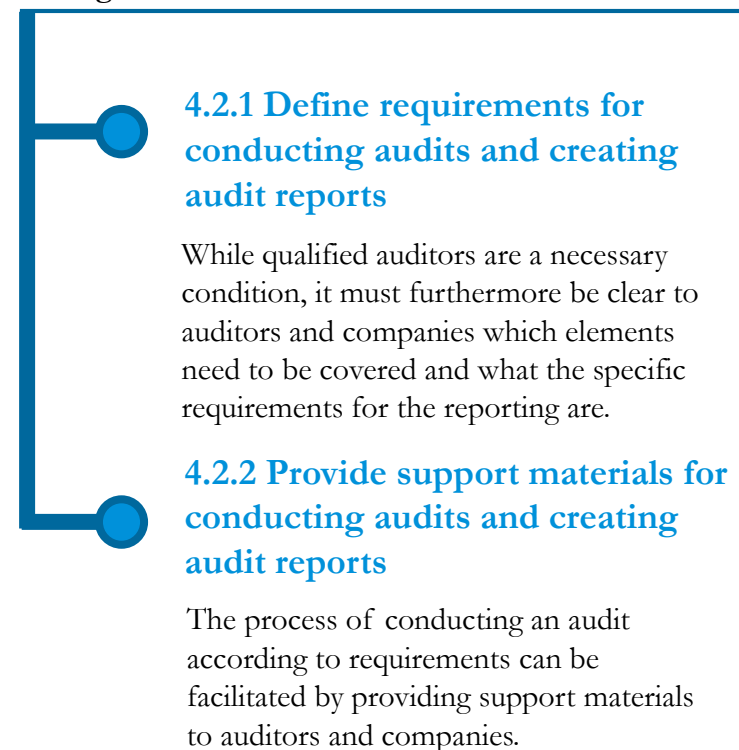 4.2.1 Define requirements for
conducting audits and creating
audit reports
While qualified auditors are a necessary
condition, it must furthermore be clear to
auditors and companies which elements
need to be covered and what the specific
requirements for the reporting are.
4.2.2 Provide support materials for
conducting audits and creating
audit reports
The process of conducting an audit
according to requirements can be
facilitated by providing support materials
to auditors and companies.